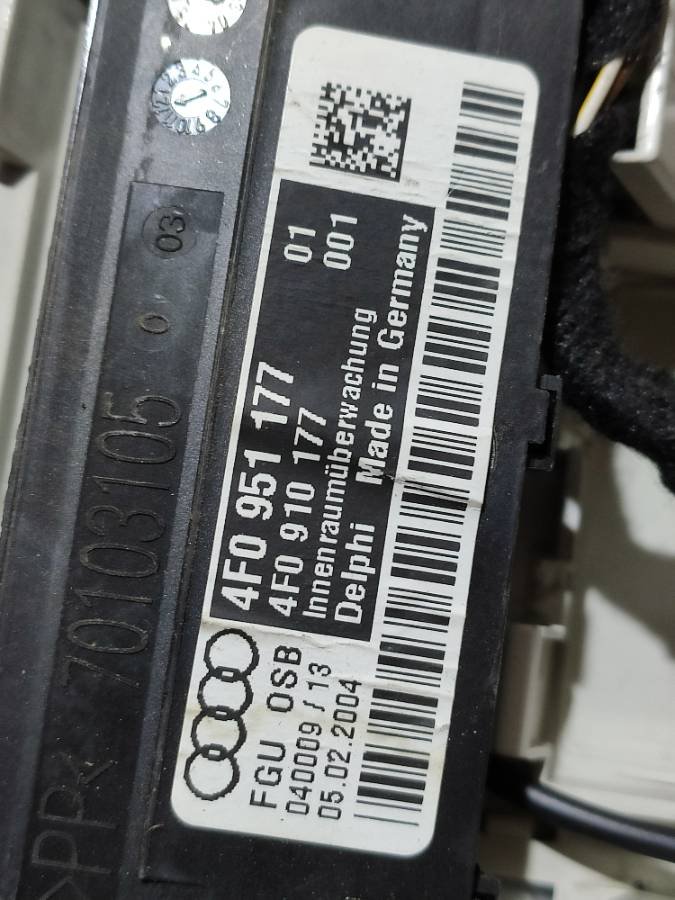 4F0 951 177 01
4F0 910 177 001
Innenraumüberwachung
Delphi Made in Germany
FGU OSB
040009 / 13
05.02.2004
70103105 0 03
>PP<